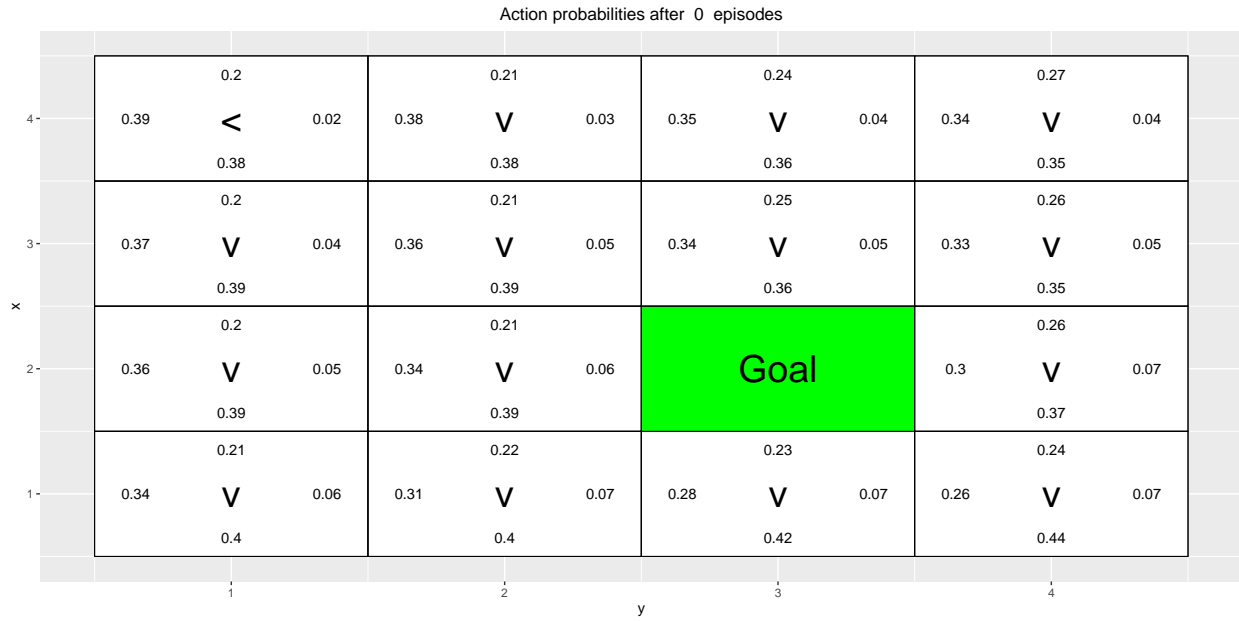 Action probabilities after 0 episodes
0.2 0.21 0.24 0.27
4 0.39 < 0.02 0.38 V 0.03 0.35 V 0.04 0.34 V 0.04
0.38 0.38 0.36 0.35
0.2 0.21 0.25 0.26
3 0.37 V 0.04 0.36 V 0.05 0.34 V 0.05 0.33 V 0.05
0.39 0.39 0.36 0.35
x
0.2 0.21 0.26
2 0.36 V 0.05 0.34 V 0.06 Goal 0.3 V 0.07
0.39 0.39 0.37
0.21 0.22 0.23 0.24
1 0.34 V 0.06 0.31 V 0.07 0.28 V 0.07 0.26 V 0.07
0.4 0.4 0.42 0.44
1 2 3 4
y